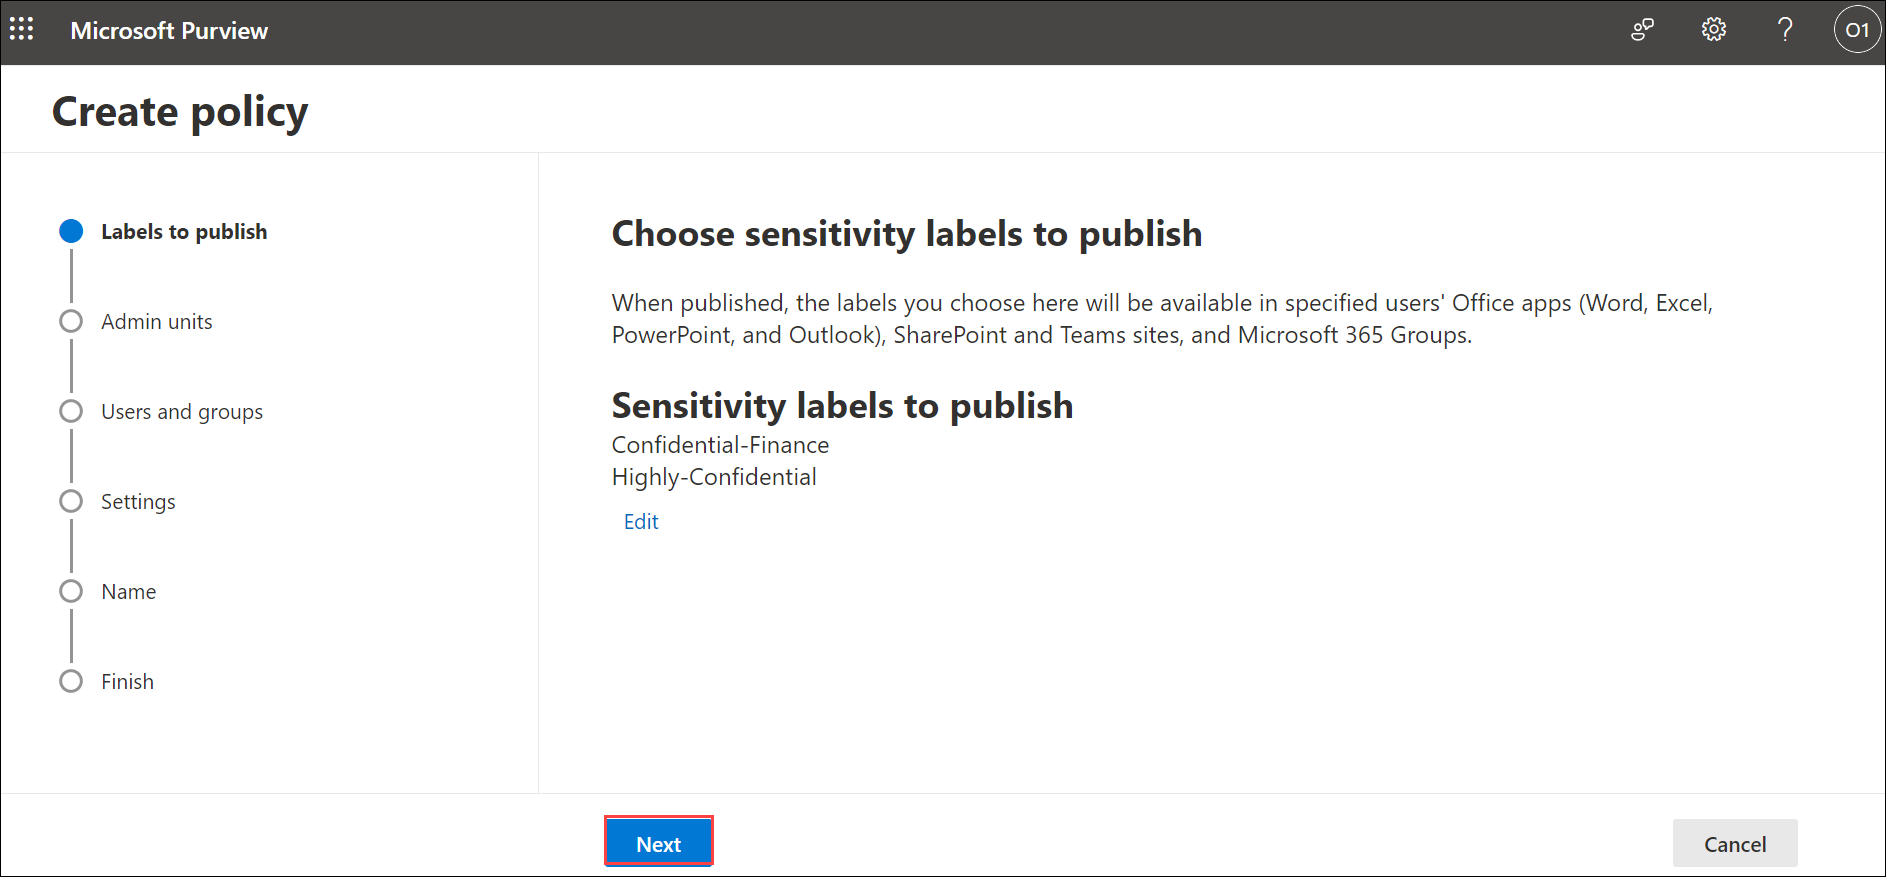 Microsoft Purview
?
O1
Create policy
Labels to publish
Admin units
Users and groups
Settings
Name
Finish
Choose sensitivity labels to publish
When published, the labels you choose here will be available in specified users' Office apps (Word, Excel,
PowerPoint, and Outlook), SharePoint and Teams sites, and Microsoft 365 Groups.
Sensitivity labels to publish
Confidential-Finance
Highly-Confidential
Edit
Next
Cancel